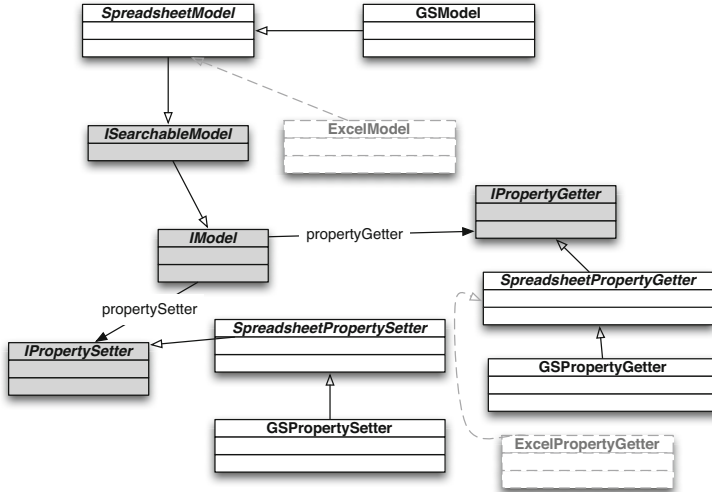 SpreadsheetModel
GSModel
ISearchableModel
ExcelModel
IPropertyGetter
IModel
propertyGetter
SpreadsheetPropertyGetter
propertySetter
SpreadsheetPropertySetter
IPropertySetter
GSPropertyGetter
GSPropertySetter
ExcelPropertyGetter